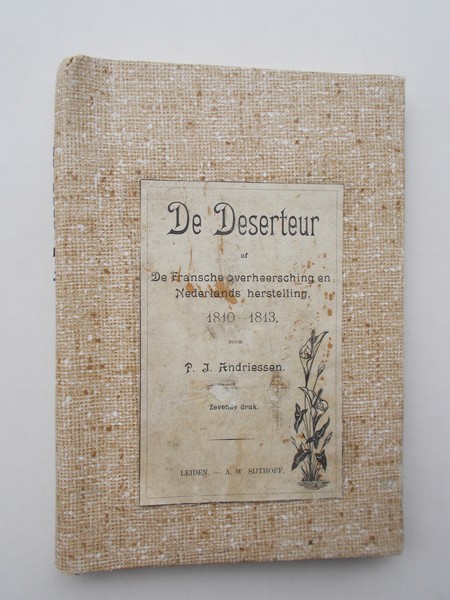 De Deserteur
of
De Fransche overheersching en
Nederlands herstelling,
1810-1813,
DOOR
P. J. Andriessen.
Zevende druk.
LEIDEN. — A. W. SIJTHOFF.